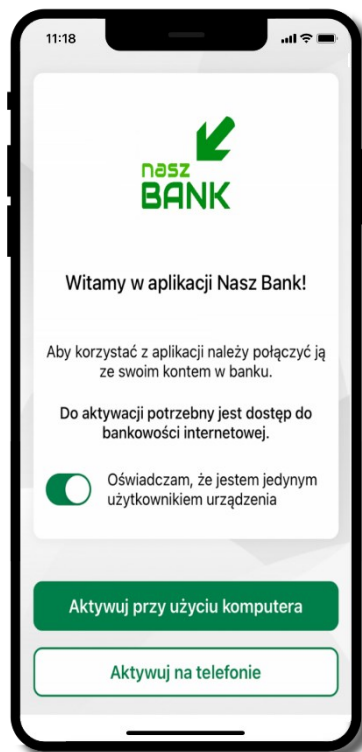 11:18
nasz
BANK
Witamy w aplikacji Nasz Bank!
Aby korzystać z aplikacji należy połączyć ją
ze swoim kontem w banku.
Do aktywacji potrzebny jest dostęp do
bankowości internetowej.
Oświadczam, że jestem jedynym
użytkownikiem urządzenia
Aktywuj przy użyciu komputera
Aktywuj na telefonie